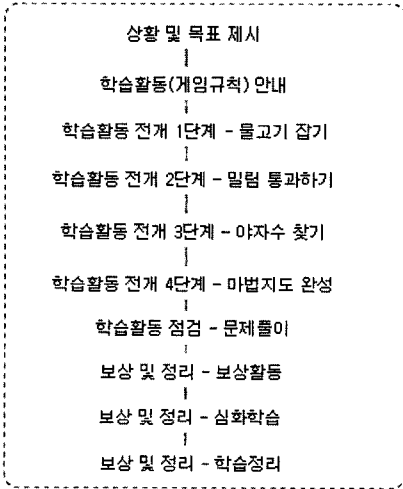 상황 및 목표 제시
학습활동(게임규칙) 안내
학습활동 전개 1단계 - 물고기 잡기
학습활동 전개 2단계 - 밀림 통과하기
학습활동 전개 3단계 - 야자수 찾기
학습활동 전개 4단계 - 마법지도 완성
학습활동 점검 - 문제풀이
보상 및 정리 - 보상활동
보상 및 정리 - 심화학습
보상 및 정리 - 학습정리